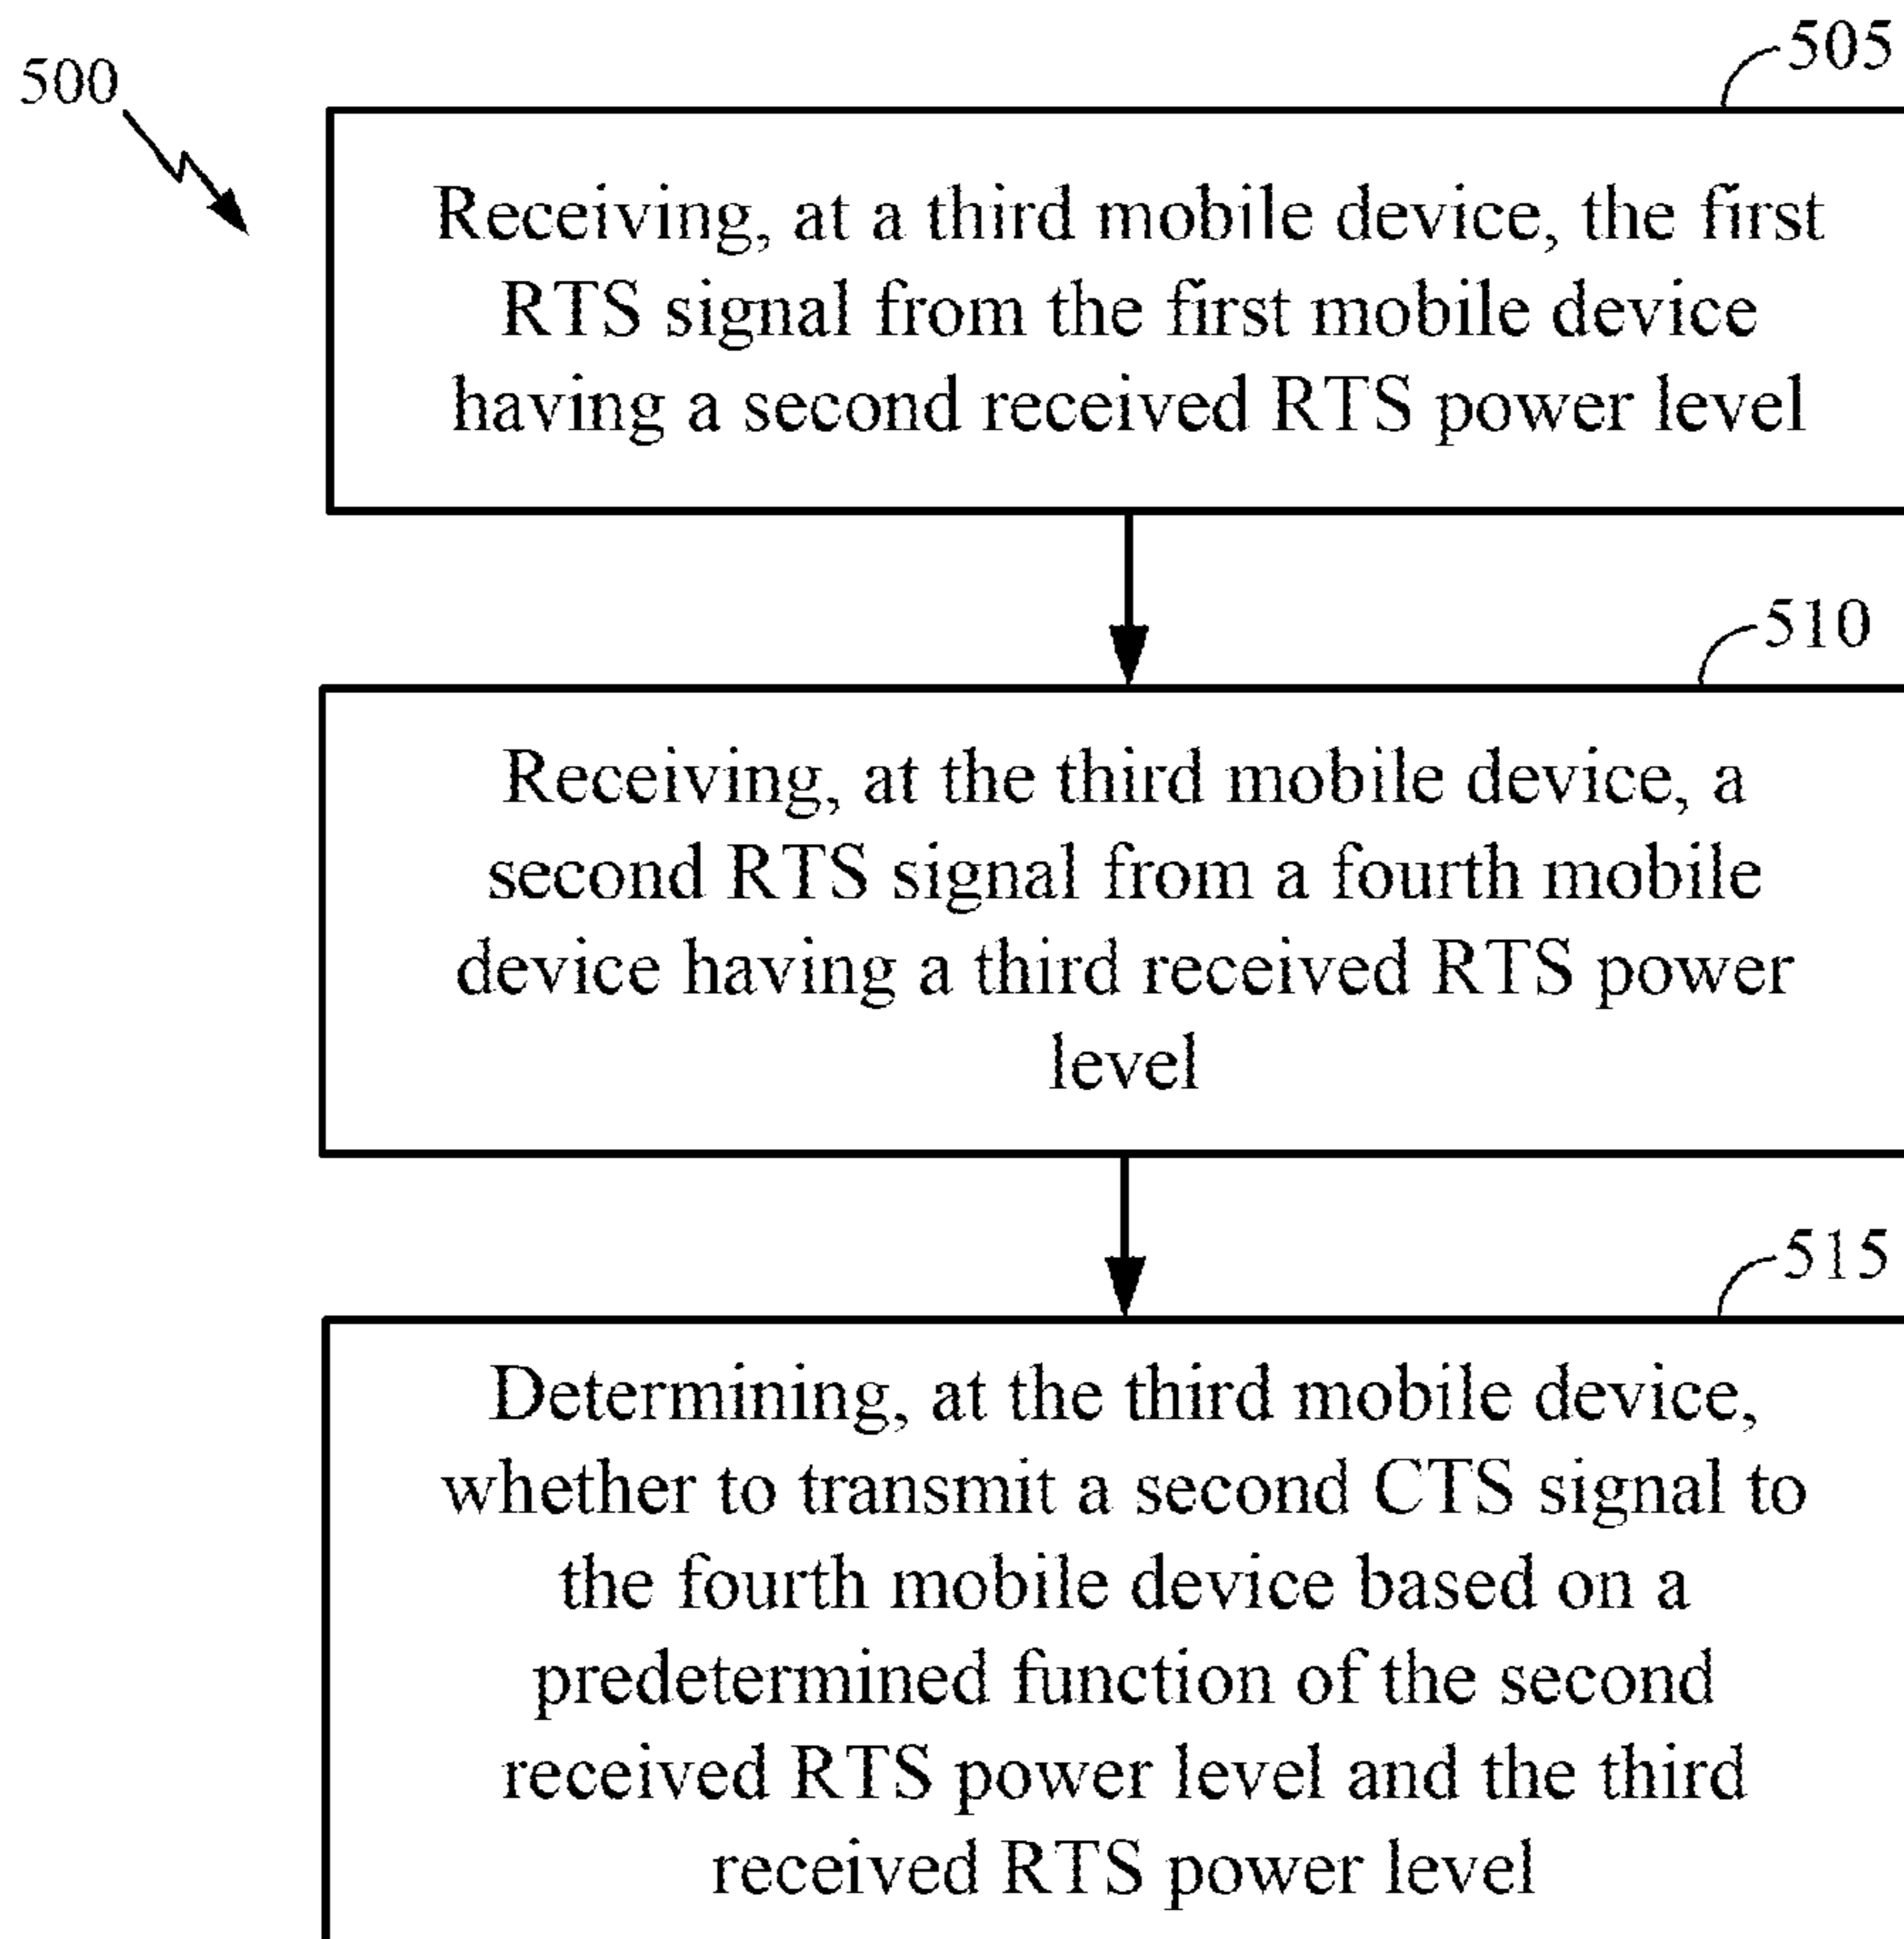 500
505
Receiving, at a third mobile device, the first
RTS signal from the first mobile device
having a second received RTS power level
510
Receiving, at the third mobile device, a
second RTS signal from a fourth mobile
device having a third received RTS power
level
515
Determining, at the third mobile device,
whether to transmit a second CTS signal to
the fourth mobile device based on a
predetermined function of the second
received RTS power level and the third
received RTS power level